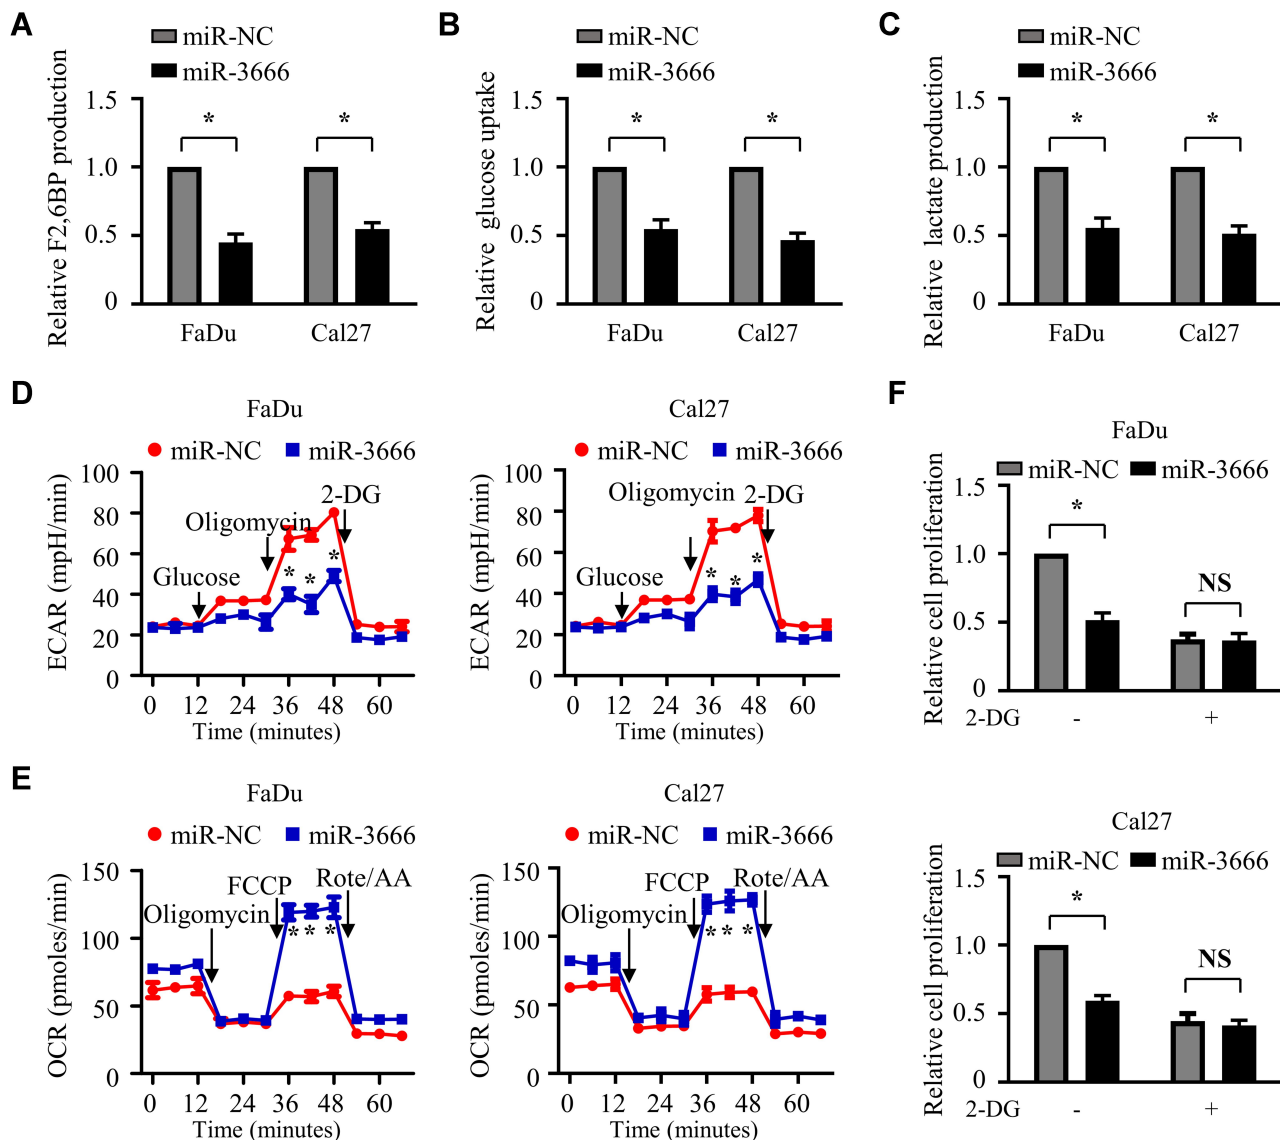 A
miR-NC
miR-3666
Relative F2,6BP production
1.5
1.0
0.5
0
*
*
FaDu
Cal27
B
miR-NC
miR-3666
Relative glucose uptake
1.5
1.0
0.5
0
*
*
FaDu
Cal27
C
miR-NC
miR-3666
Relative lactate production
1.5
1.0
0.5
0
*
*
FaDu
Cal27
D
FaDu
miR-NC
miR-3666
ECAR (mpH/min)
100
80
60
40
20
0
Glucose
Oligomycin
2-DG
* * *
0 12 24 36 48 60
Time (minutes)
Cal27
miR-NC
miR-3666
ECAR (mpH/min)
100
80
60
40
20
0
Glucose
Oligomycin
2-DG
* * *
0 12 24 36 48 60
Time (minutes)
E
FaDu
miR-NC
miR-3666
OCR (pmoles/min)
150
100
50
0
Oligomycin
FCCP
Rote/AA
* * *
0 12 24 36 48 60
Time (minutes)
Cal27
miR-NC
miR-3666
OCR (pmoles/min)
150
100
50
0
Oligomycin
FCCP
Rote/AA
* * *
0 12 24 36 48 60
Time (minutes)
F
FaDu
miR-NC
miR-3666
Relative cell proliferation
1.5
1.0
0.5
0
*
NS
2-DG - +
Cal27
miR-NC
miR-3666
Relative cell proliferation
1.5
1.0
0.5
0
*
NS
2-DG - +